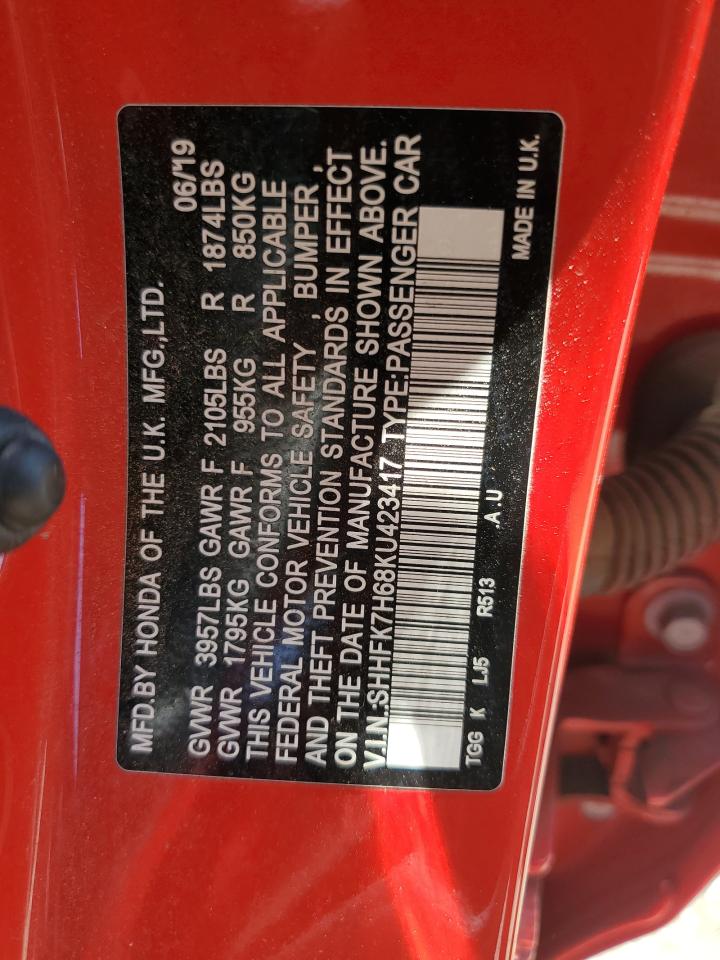 MFD.BY HONDA OF THE U.K. MFG.,LTD.
06/'19
GVWR 3957LBS GAWR F 2105LBS R 1874LBS
GVWR 1795KG GAWR F 955KG R 850KG
THIS VEHICLE CONFORMS TO ALL APPLICABLE
FEDERAL MOTOR VEHICLE SAFETY , BUMPER ,
AND THEFT PREVENTION STANDARDS IN EFFECT
ON THE DATE OF MANUFACTURE SHOWN ABOVE.
V.I.N.:SHHFK7H68KU423417 TYPE:PASSENGER CAR
TGG K LJ5 R513 .A.U MADE IN U.K.